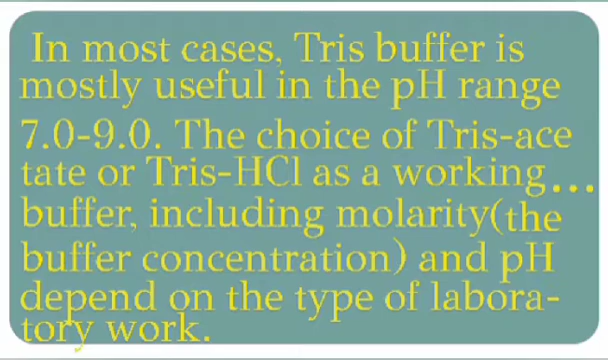 In most cases, Tris buffer is
mostly useful in the pH range
7.0-9.0. The choice of Tris-ace
tate or Tris-HCl as a working...
buffer, including molarity(the
buffer concentration) and pH
depend on the type of labora-
tory work.